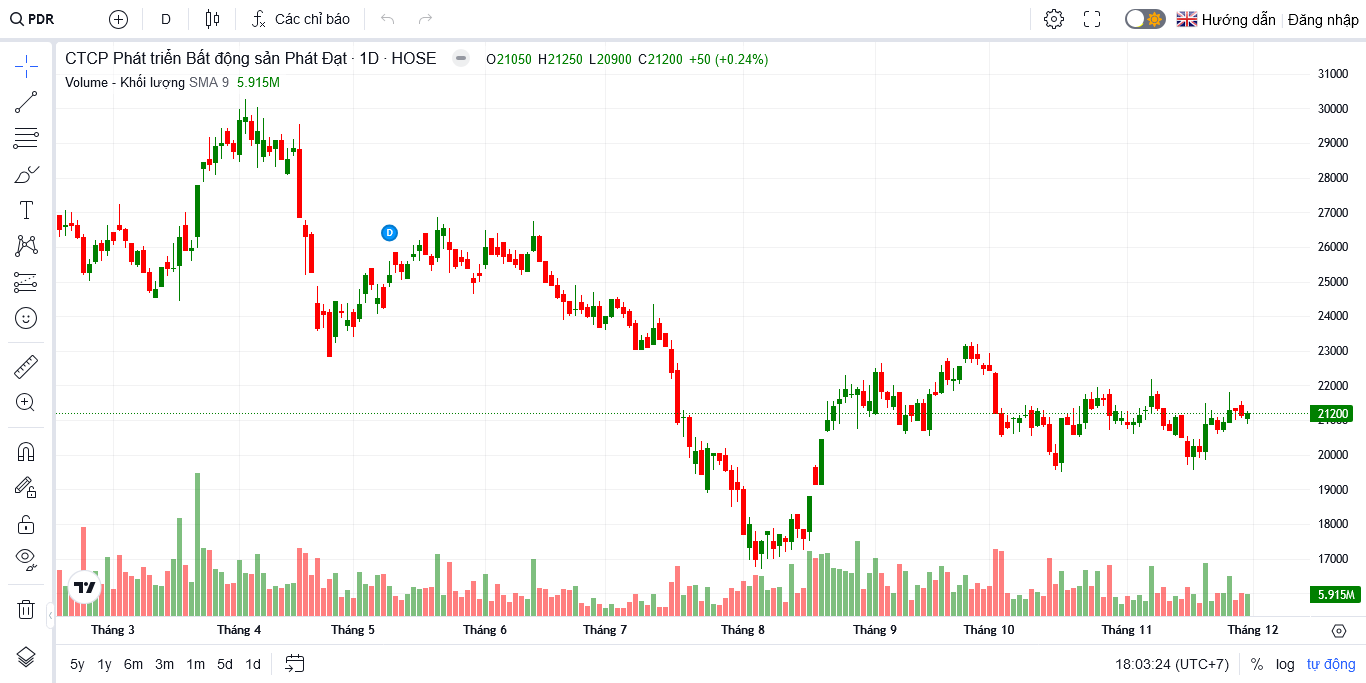 PDR D Các chỉ báo Hướng dẫn Đăng nhập
CTCP Phát triển Bất động sản Phát Đạt · 1D · HOSE O21050 H21250 L20900 C21200 +50 (+0.24%)
Volume - Khối lượng SMA 9 5.915M
31000
30000
29000
28000
27000
D
26000
25000
24000
23000
22000
21200
21000
20000
19000
18000
17000
5.915M
Tháng 3 Tháng 4 Tháng 5 Tháng 6 Tháng 7 Tháng 8 Tháng 9 Tháng 10 Tháng 11 Tháng 12
5y 1y 6m 3m 1m 5d 1d 18:03:24 (UTC+7) % log tự động